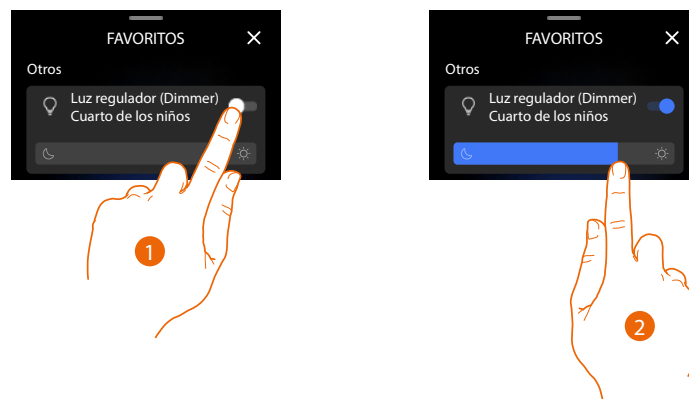 FAVORITOS
Otros
Luz regulador (Dimmer)
Cuarto de los niños
1
FAVORITOS
Otros
Luz regulador (Dimmer)
Cuarto de los niños
2